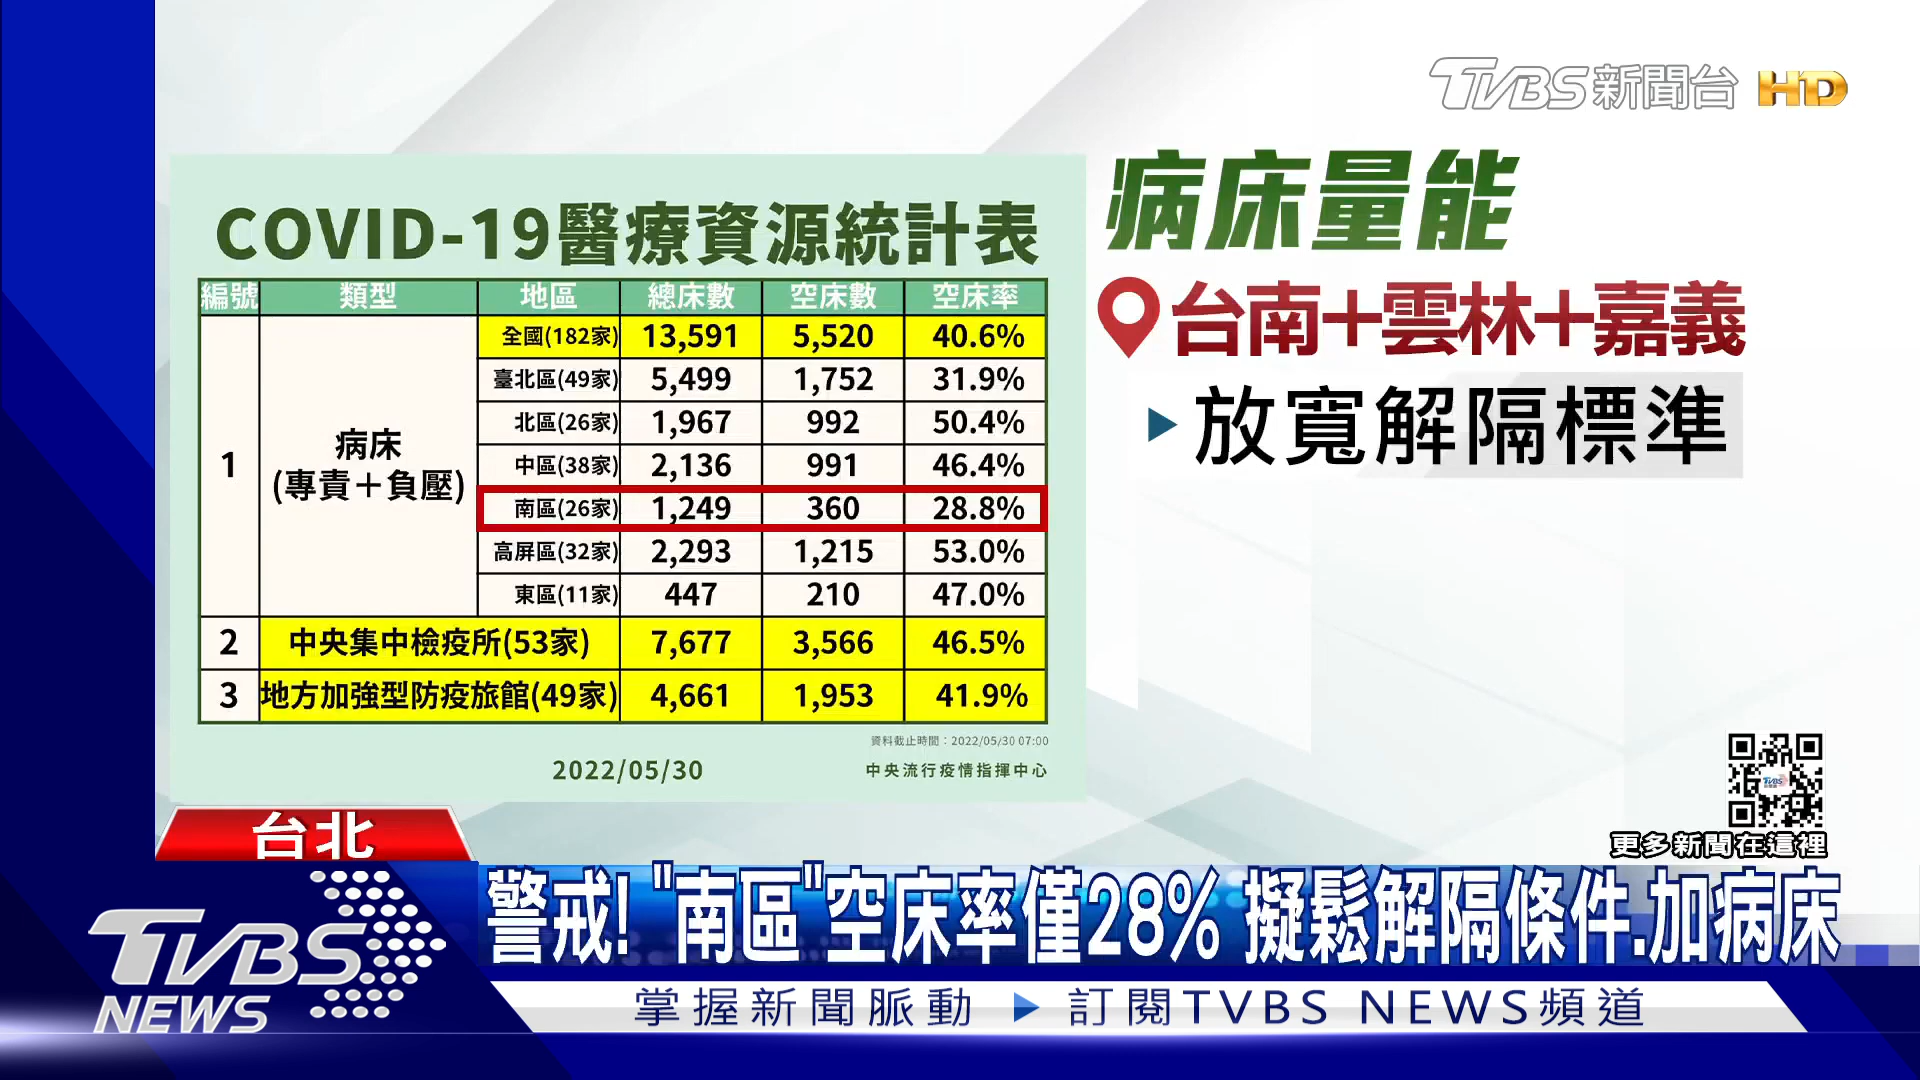 TVBS新聞台 HD
病床量能
台南+雲林+嘉義
放寬解隔標準
COVID-19醫療資源統計表
編號 類型 地區 總床數 空床數 空床率
1 病床(專責+負壓) 全國(182家) 13,591 5,520 40.6%
臺北區(49家) 5,499 1,752 31.9%
北區(26家) 1,967 992 50.4%
中區(38家) 2,136 991 46.4%
南區(26家) 1,249 360 28.8%
高屏區(32家) 2,293 1,215 53.0%
東區(11家) 447 210 47.0%
2 中央集中檢疫所(53家) 7,677 3,566 46.5%
3 地方加強型防疫旅館(49家) 4,661 1,953 41.9%
資料截止時間:2022/05/30 07:00
2022/05/30
中央流行疫情指揮中心
TVBS
更多新聞在這裡
台北
警戒! "南區"空床率僅28% 擬鬆解隔條件.加病床
TVBS
NEWS
掌握新聞脈動 ▶ 訂閱TVBS NEWS頻道